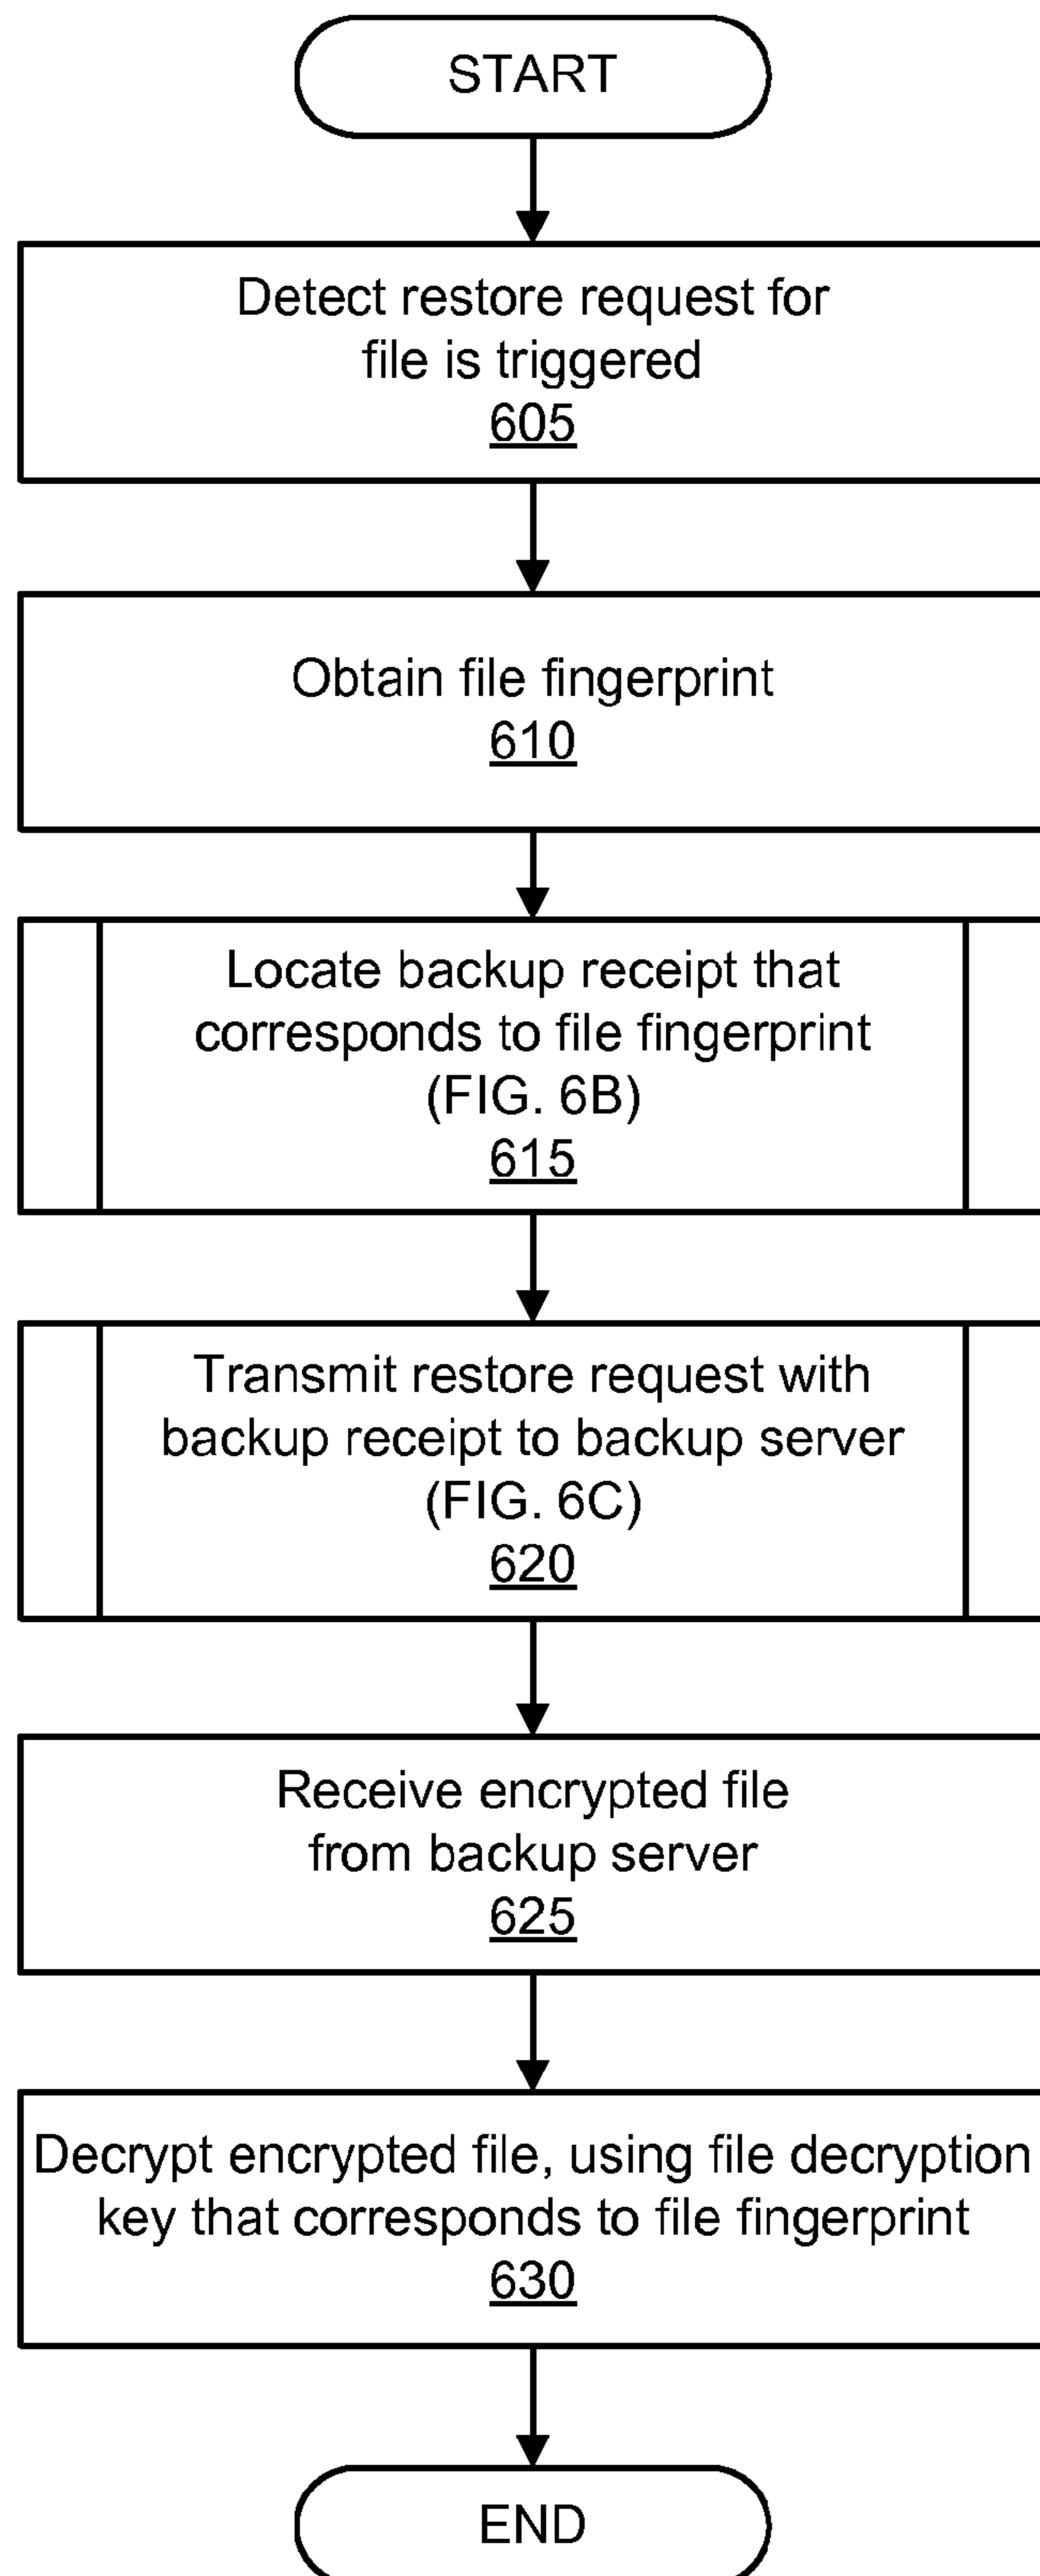 START
Detect restore request for
file is triggered
605
Obtain file fingerprint
610
Locate backup receipt that
corresponds to file fingerprint
(FIG. 6B)
615
Transmit restore request with
backup receipt to backup server
(FIG. 6C)
620
Receive encrypted file
from backup server
625
Decrypt encrypted file, using file decryption
key that corresponds to file fingerprint
630
END